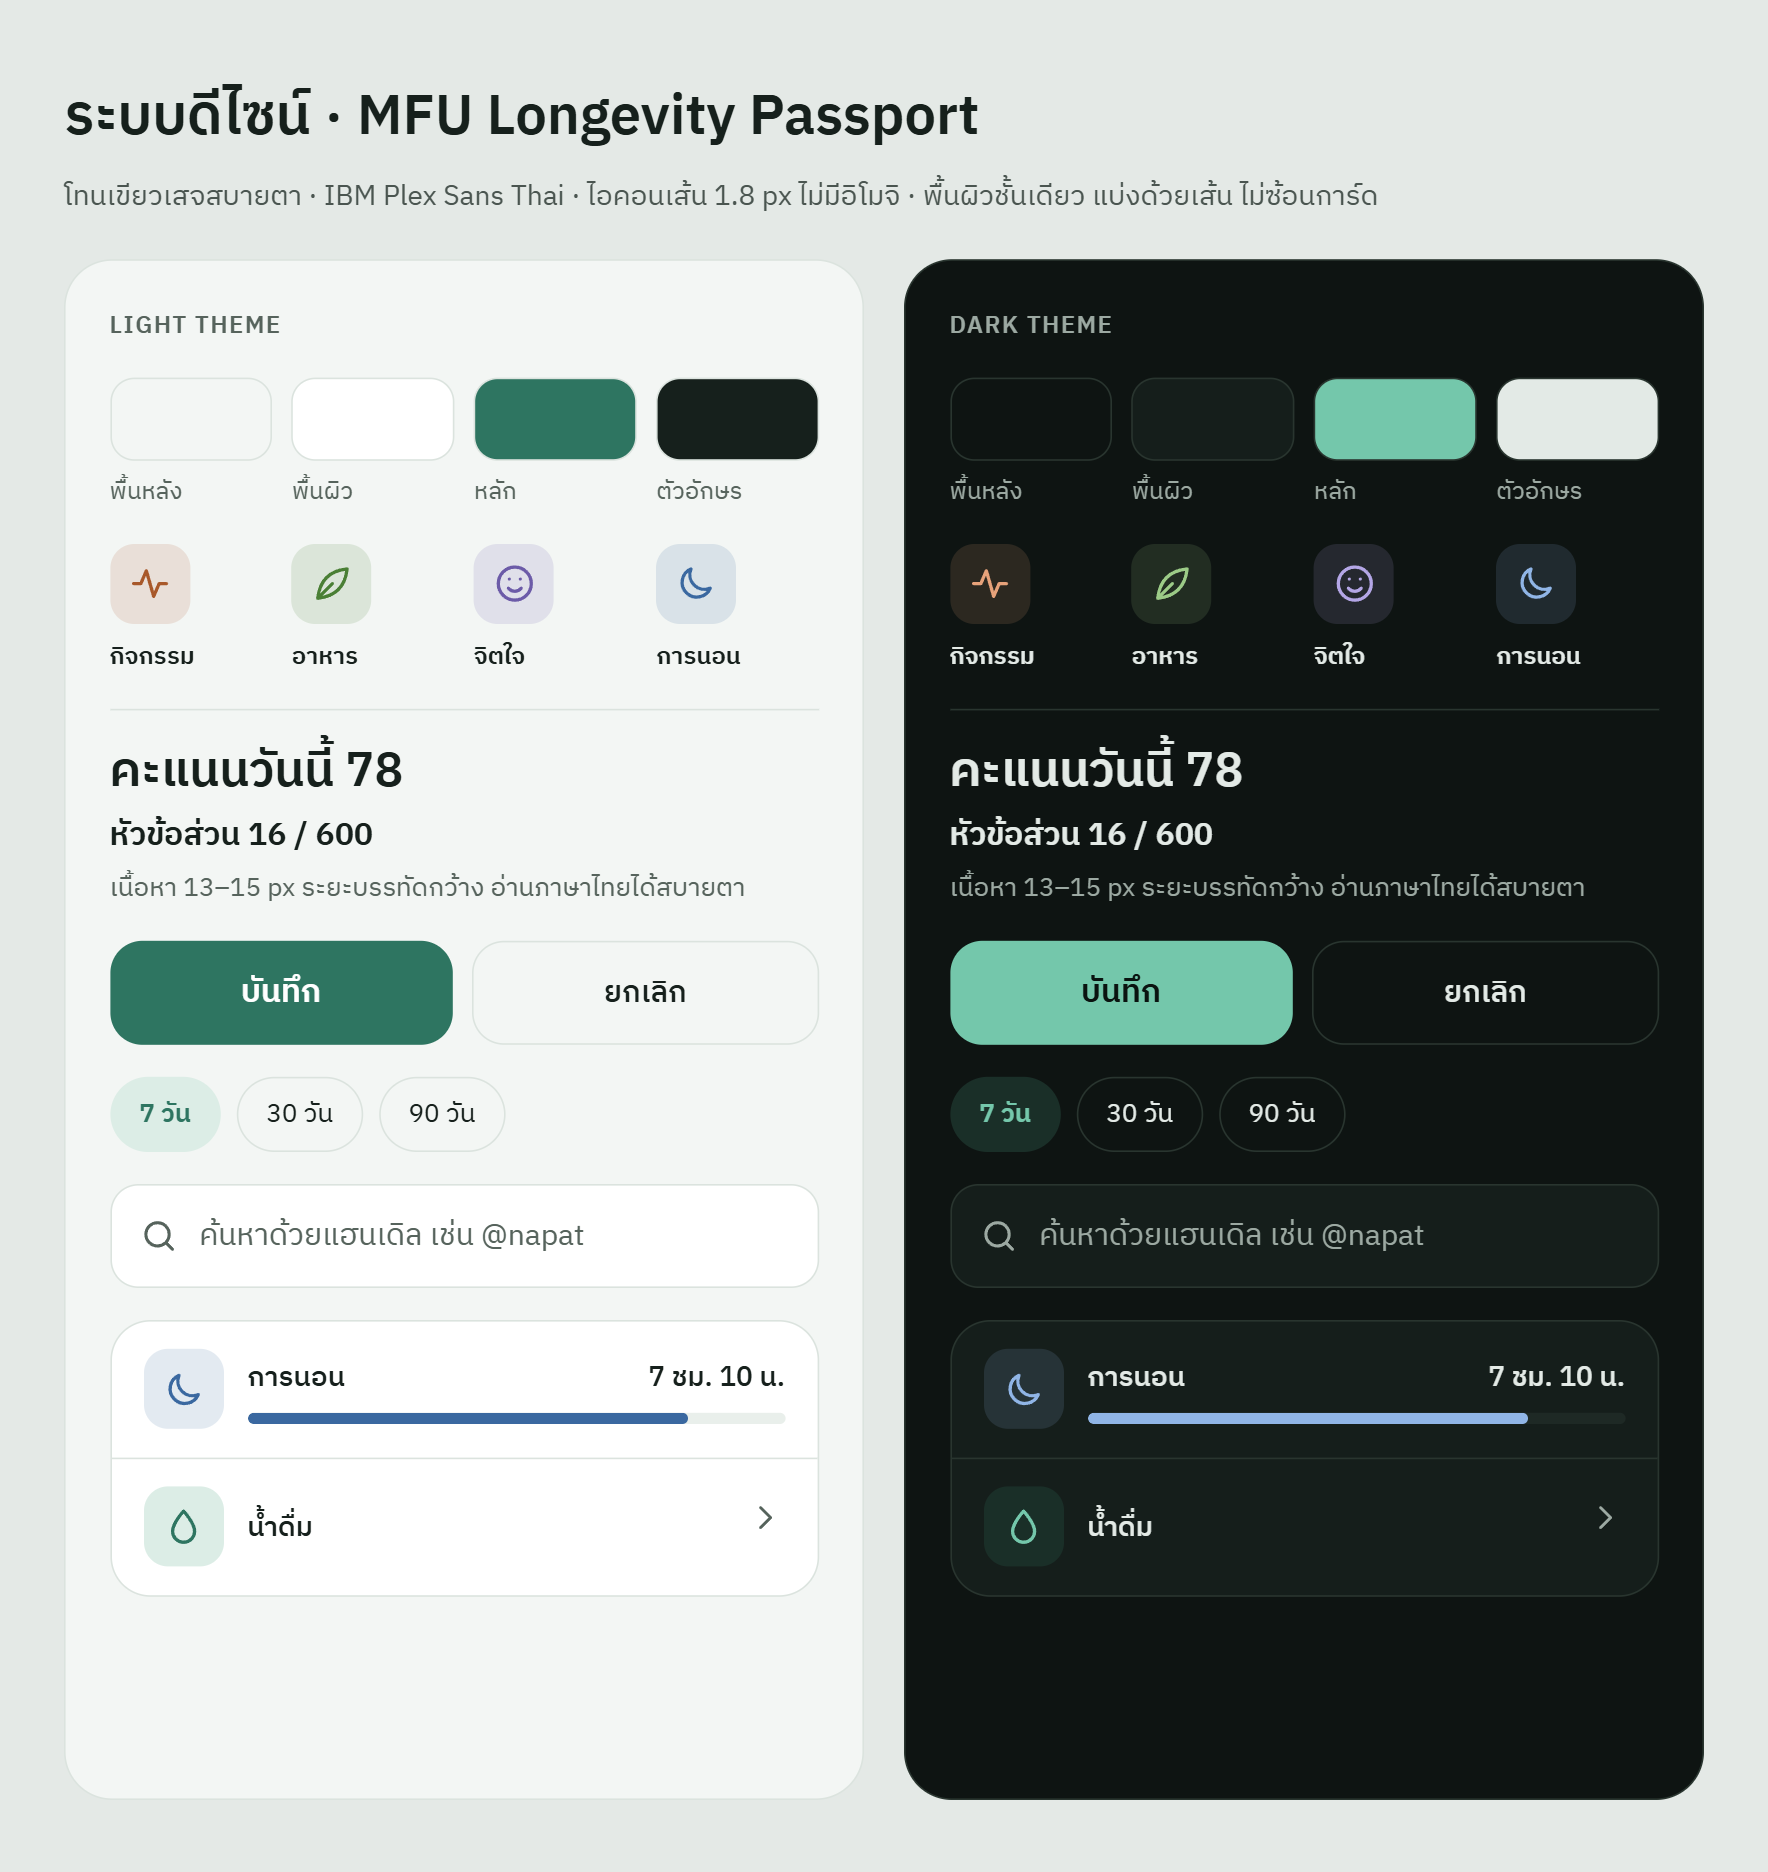 ระบบดีไซน์ · MFU Longevity Passport
โทนเขียวเสจสบายตา · IBM Plex Sans Thai · ไอคอนเส้น 1.8 px ไม่มีอิโมจิ · พื้นผิวชั้นเดียว แบ่งด้วยเส้น ไม่ซ้อนการ์ด
LIGHT THEME
พื้นหลัง พื้นผิว หลัก ตัวอักษร
กิจกรรม อาหาร จิตใจ การนอน
คะแนนวันนี้ 78
หัวข้อส่วน 16 / 600
เนื้อหา 13–15 px ระยะบรรทัดกว้าง อ่านภาษาไทยได้สบายตา
บันทึก ยกเลิก
7 วัน 30 วัน 90 วัน
ค้นหาด้วยแฮนเดิล เช่น @napat
การนอน 7 ชม. 10 น.
น้ำดื่ม
DARK THEME
พื้นหลัง พื้นผิว หลัก ตัวอักษร
กิจกรรม อาหาร จิตใจ การนอน
คะแนนวันนี้ 78
หัวข้อส่วน 16 / 600
เนื้อหา 13–15 px ระยะบรรทัดกว้าง อ่านภาษาไทยได้สบายตา
บันทึก ยกเลิก
7 วัน 30 วัน 90 วัน
ค้นหาด้วยแฮนเดิล เช่น @napat
การนอน 7 ชม. 10 น.
น้ำดื่ม